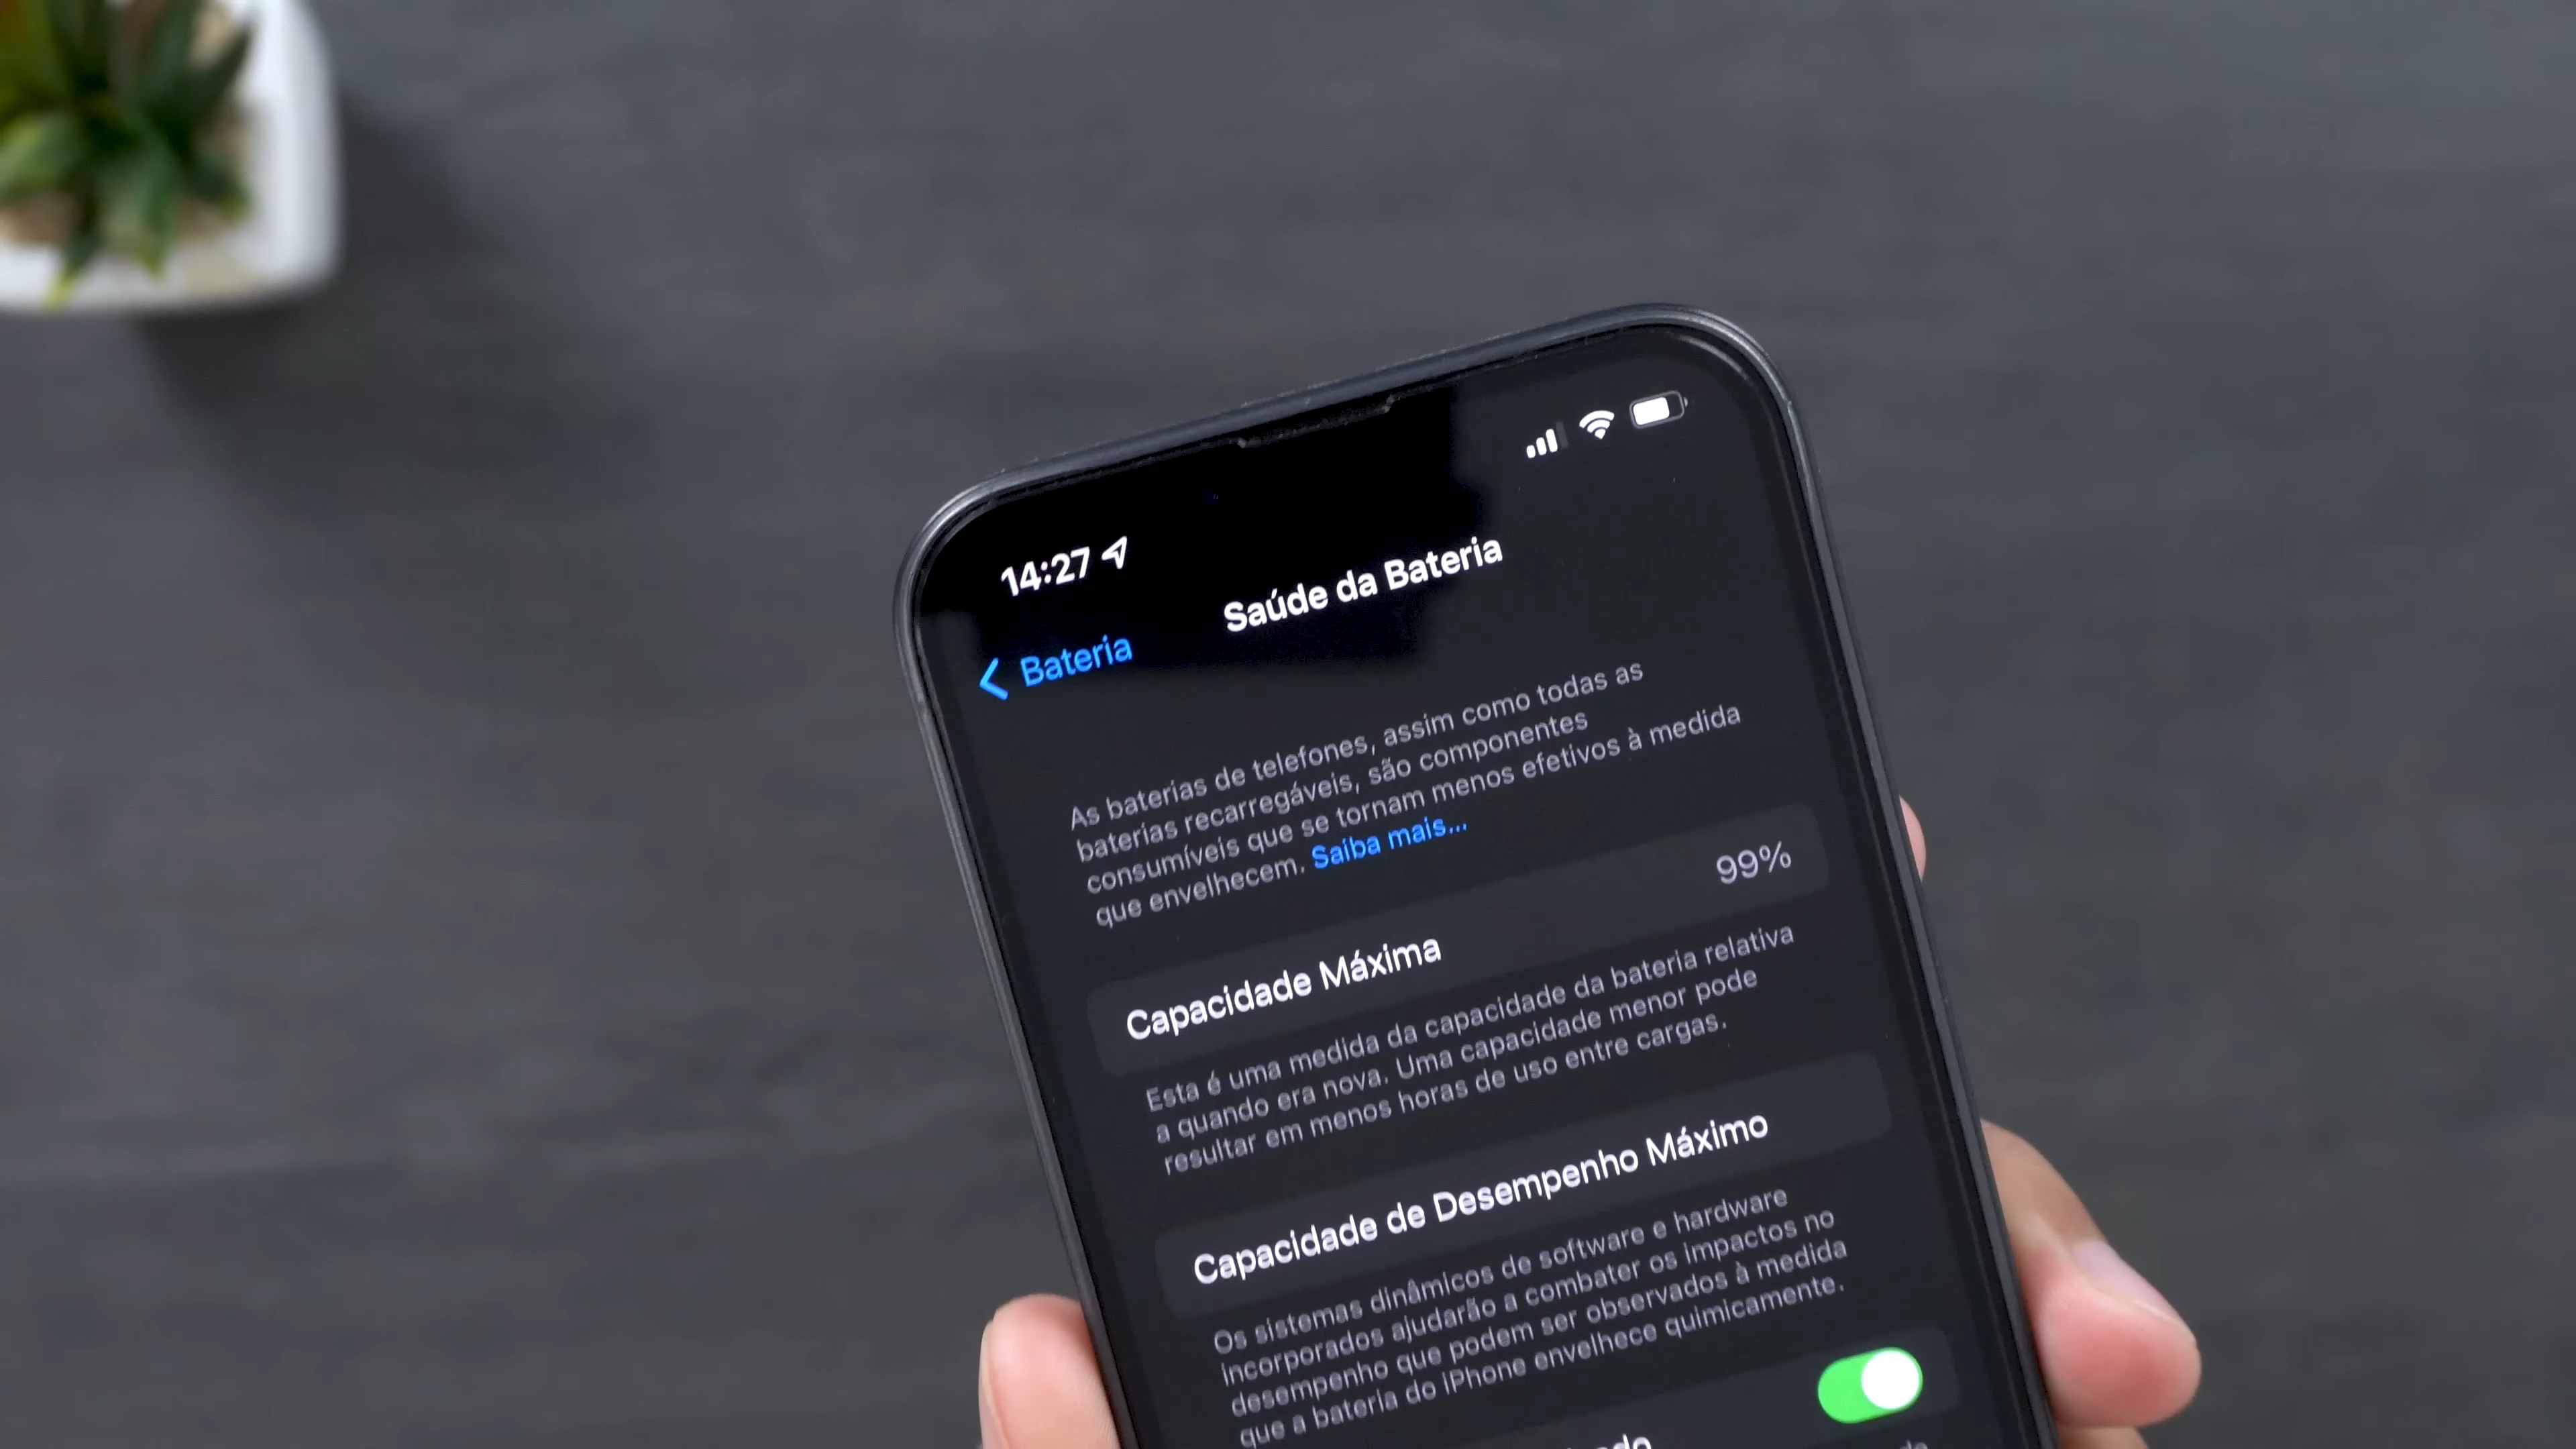 14:27
Saúde da Bateria
Bateria
As baterias de telefones, assim como todas as
baterias recarregáveis, são componentes
consumíveis que se tornam menos efetivos à medida
que envelhecem. Saiba mais...
Capacidade Máxima 99%
Esta é uma medida da capacidade da bateria relativa
a quando era nova. Uma capacidade menor pode
resultar em menos horas de uso entre cargas.
Capacidade de Desempenho Máximo
Os sistemas dinâmicos de software e hardware
incorporados ajudarão a combater os impactos no
desempenho que podem ser observados à medida
que a bateria do iPhone envelhece quimicamente.